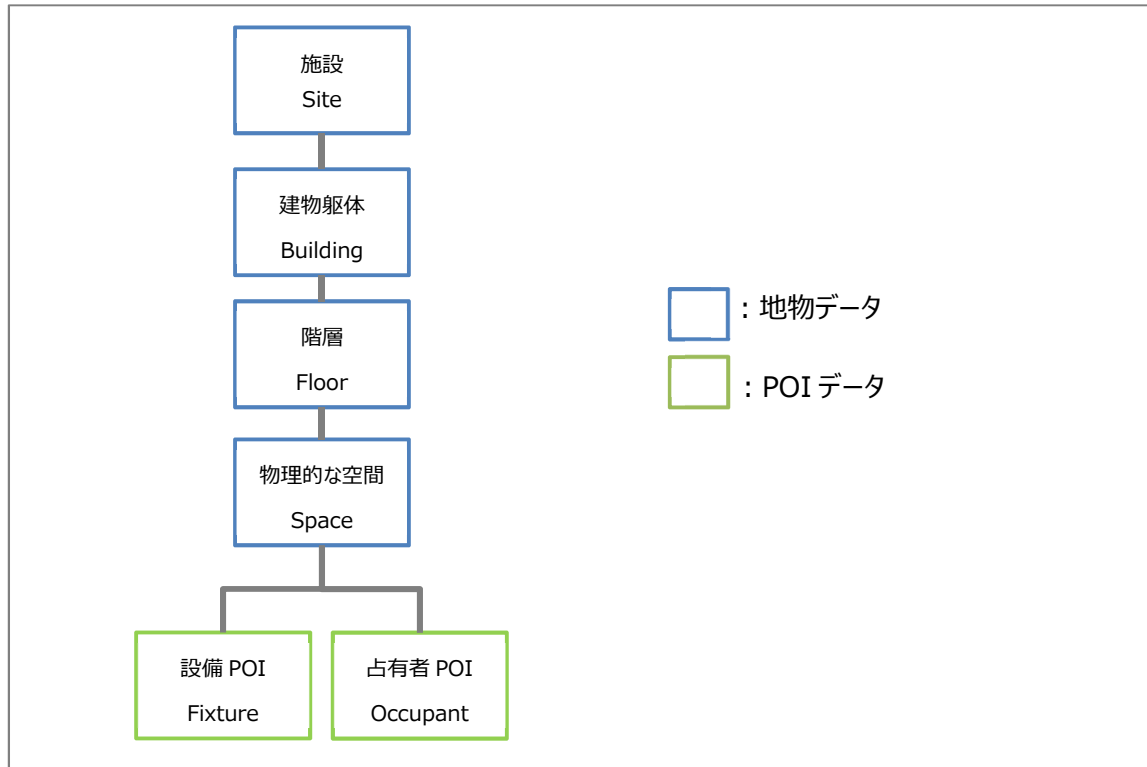 施設
Site
建物躯体
Building
階層
Floor
物理的な空間
Space
設備 POI
Fixture
占有者 POI
Occupant
：地物データ
：POI データ